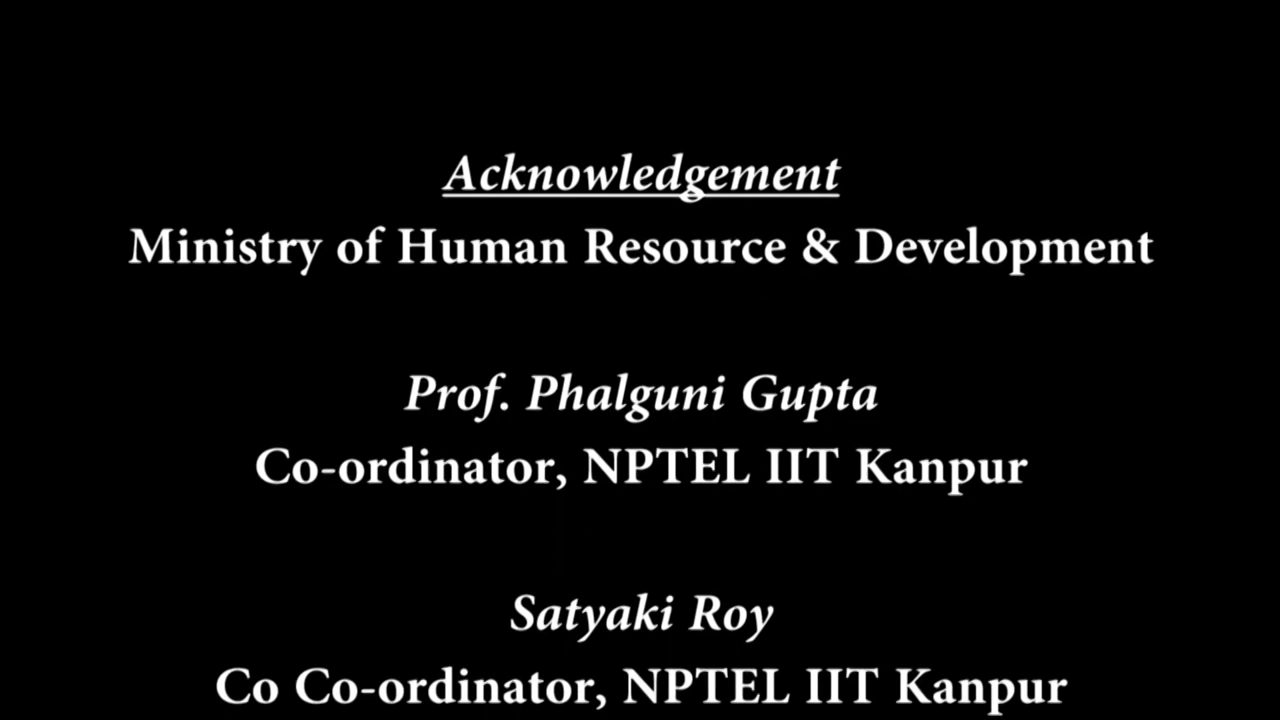 Acknowledgement
Ministry of Human Resource & Development
Prof. Phalguni Gupta
Co-ordinator, NPTEL IIT Kanpur
Satyaki Roy
Co Co-ordinator, NPTEL IIT Kanpur